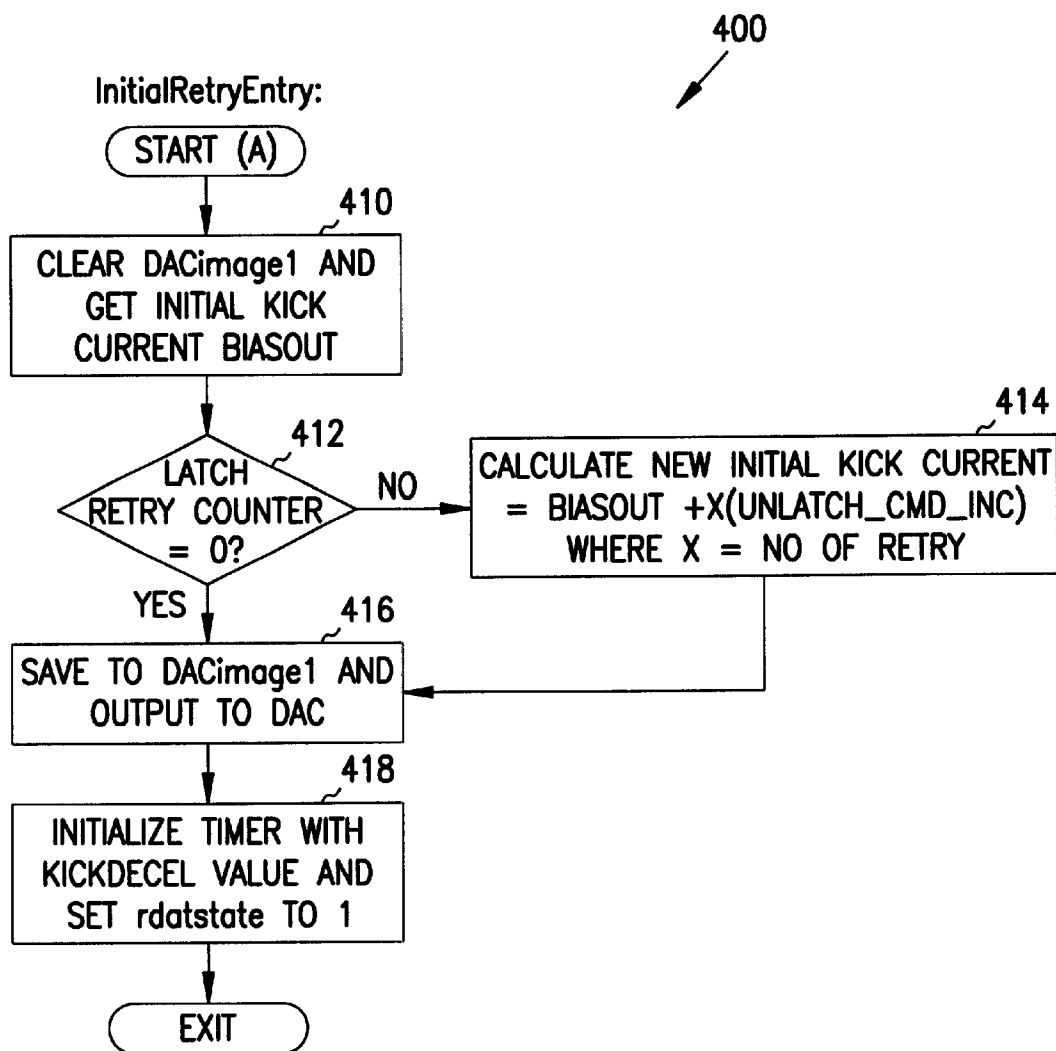 400
InitialRetryEntry:
START (A)
410
CLEAR DACimage1 AND
GET INITIAL KICK
CURRENT BIASOUT
412
LATCH
RETRY COUNTER
= 0?
NO
YES
414
CALCULATE NEW INITIAL KICK CURRENT
= BIASOUT +X(UNLATCH_CMD_INC)
WHERE X = NO OF RETRY
416
SAVE TO DACimage1 AND
OUTPUT TO DAC
418
INITIALIZE TIMER WITH
KICKDECEL VALUE AND
SET rdatstate TO 1
EXIT